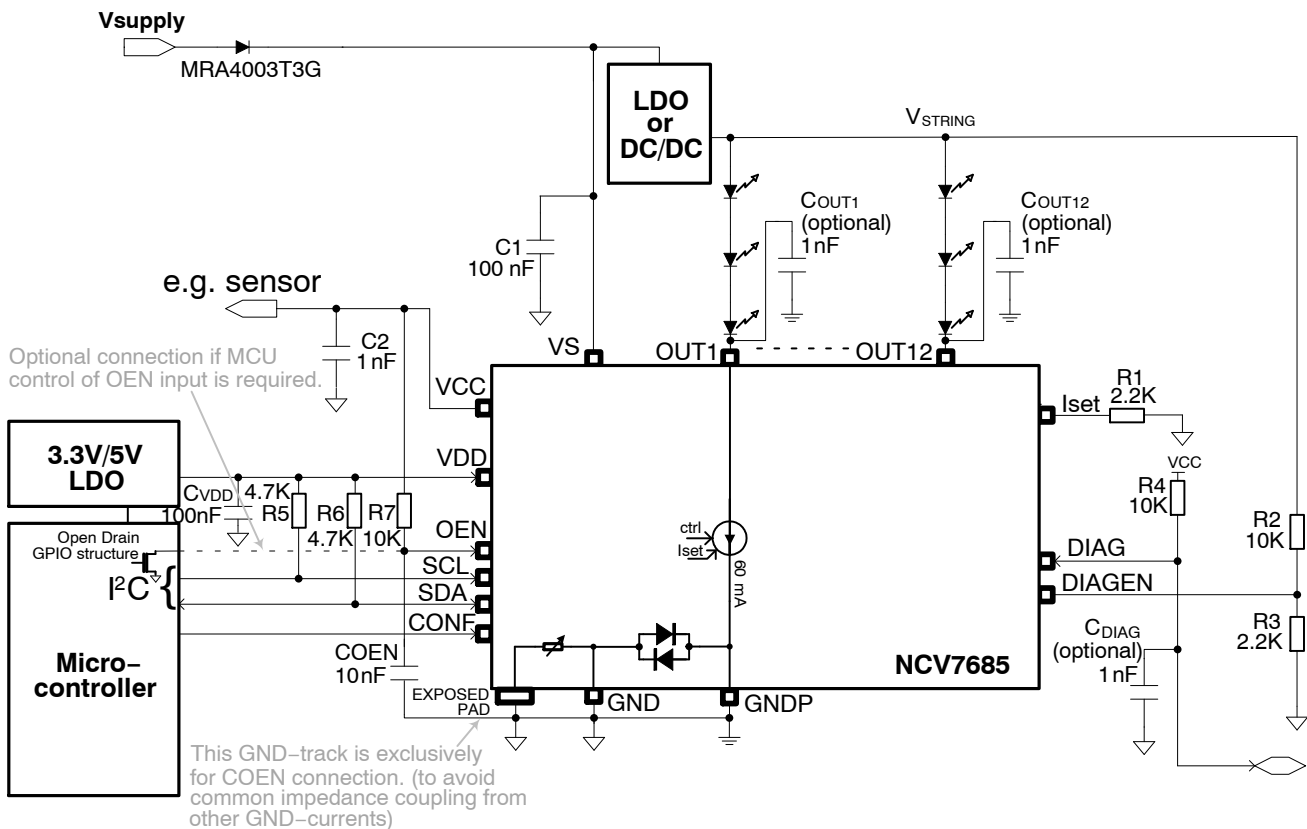 Vsupply
MRA4003T3G
LDO
or
DC/DC
VSTRING
COUT1
(optional)
1nF
COUT12
(optional)
1nF
C1
100 nF
e.g. sensor
C2
1nF
Optional connection if MCU
control of OEN input is required.
VS
OUT1
OUT12
VCC
Iset
R1
2.2K
3.3V/5V
LDO
VDD
CVDD
100nF
4.7K
R5
R6
4.7K
R7
10K
VCC
R4
10K
R2
10K
Open Drain
GPIO structure
OEN
ctrl
Iset
60 mA
DIAG
I2C {
SCL
SDA
DIAGEN
CONF
R3
2.2K
CDIAG
(optional)
1nF
Micro−
controller
COEN
10nF
NCV7685
EXPOSED
PAD
GND
GNDP
This GND−track is exclusively
for COEN connection. (to avoid
common impedance coupling from
other GND−currents)